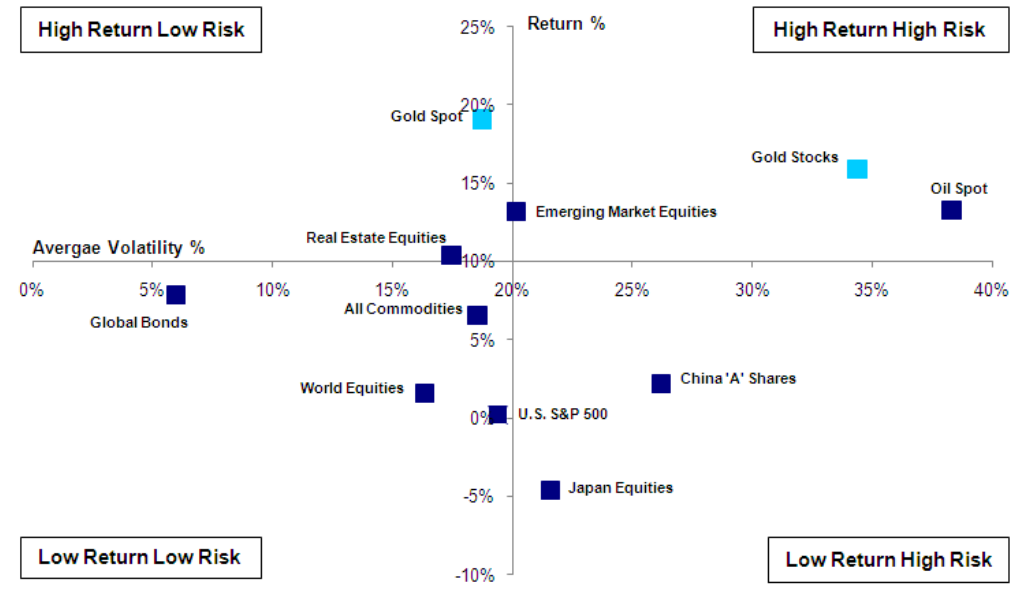 High Return Low Risk
25%
Return %
High Return High Risk
20%
Gold Spot
Gold Stocks
15%
Oil Spot
Emerging Market Equities
Real Estate Equities
Avergae Volatility %
10%
0%
5%
10%
15%
20%
25%
30%
35%
40%
Global Bonds
All Commodities
5%
China 'A' Shares
World Equities
0%
U.S. S&P 500
Japan Equities
-5%
Low Return Low Risk
Low Return High Risk
-10%